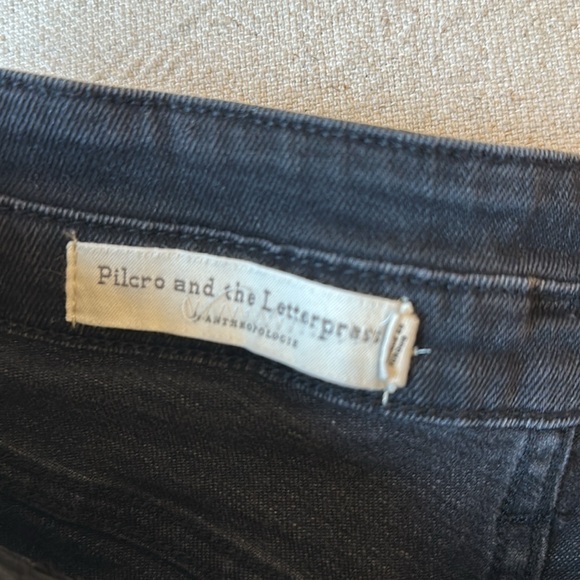 Pilcro and the Letterpress
ANTHROPOLOGIE